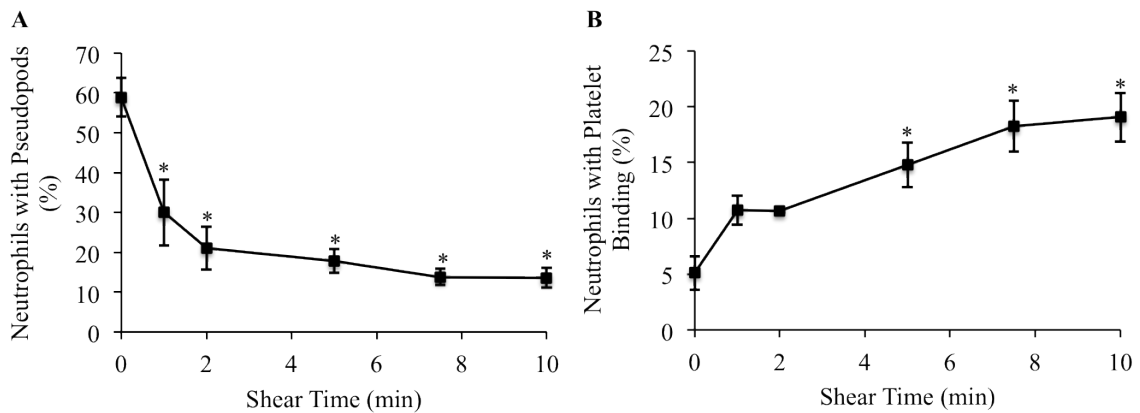 A
Neutrophils with Pseudopods
(%)
70
60
50
40
30
20
10
0
*
*
*
*
*
0 2 4 6 8 10
Shear Time (min)
B
Neutrophils with Platelet
Binding (%)
25
20
15
10
5
0
*
*
*
0 2 4 6 8 10
Shear Time (min)